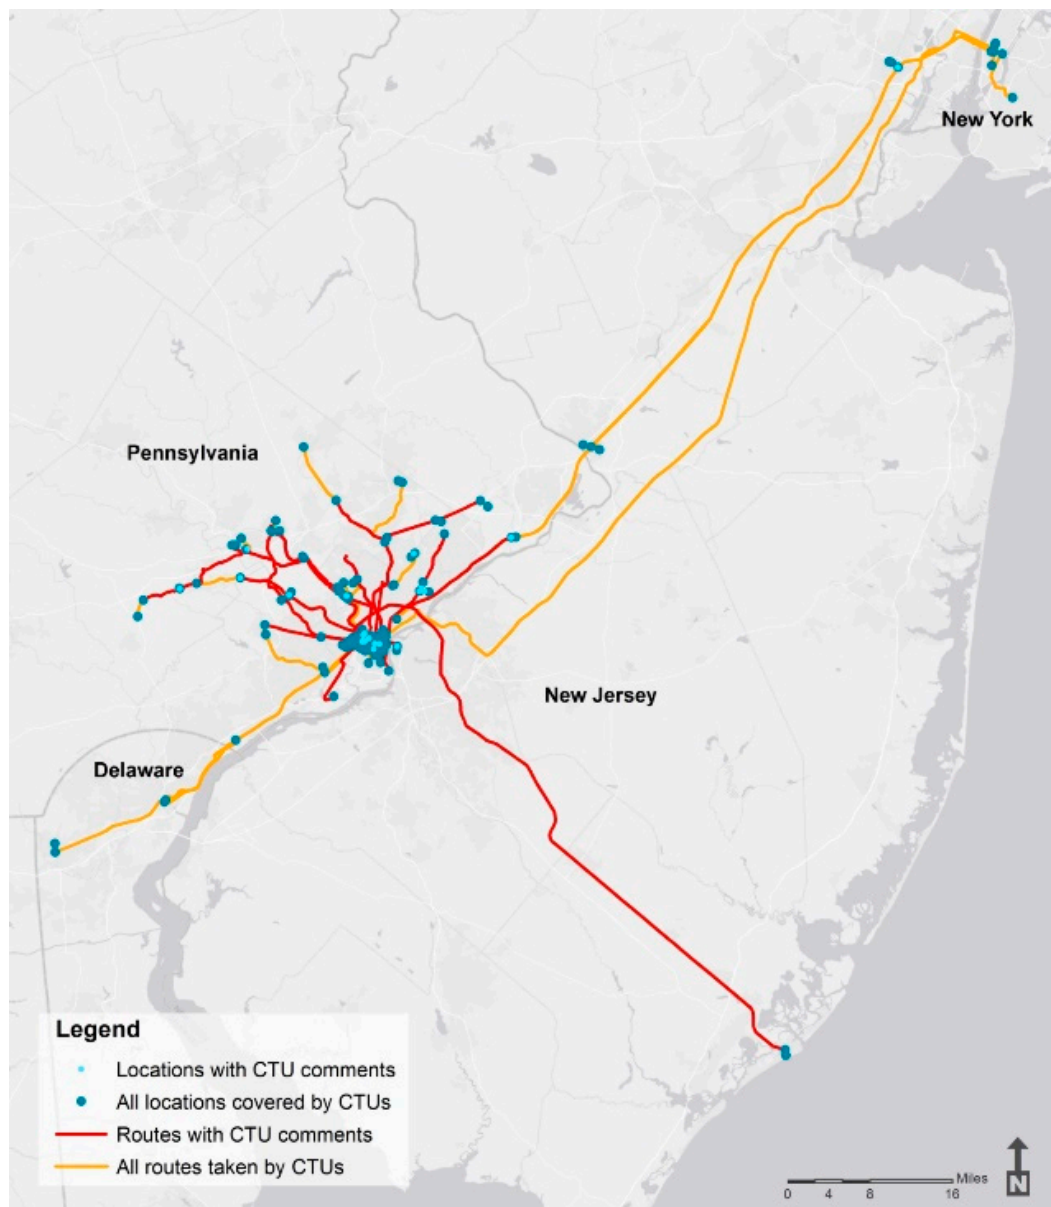 New York
Pennsylvania
New Jersey
Delaware
Legend
Locations with CTU comments
All locations covered by CTUs
Routes with CTU comments
All routes taken by CTUs
N
Miles
0 4 8 16